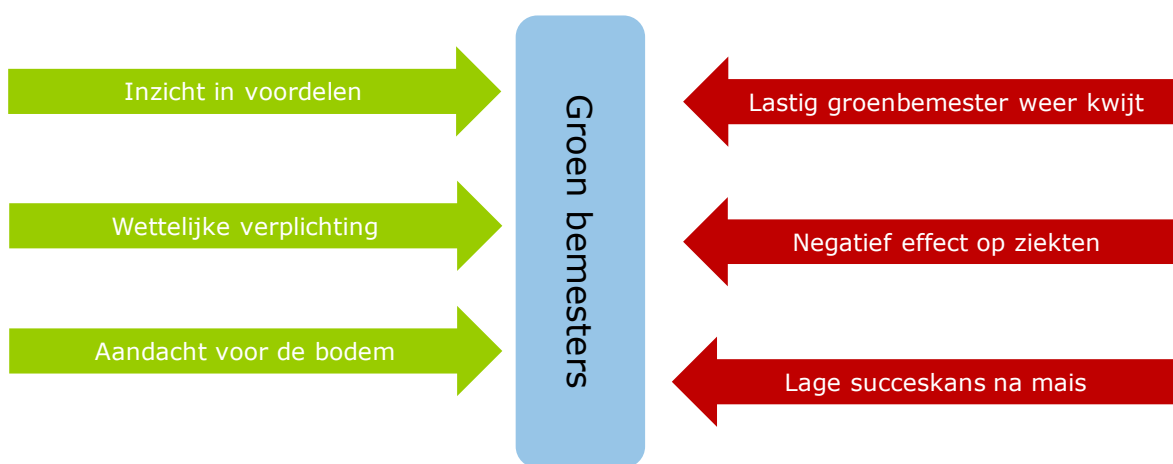 Inzicht in voordelen
Wettelijke verplichting
Aandacht voor de bodem
Groen bemesters
Lastig groenbemester weer kwijt
Negatief effect op ziekten
Lage succeskans na mais